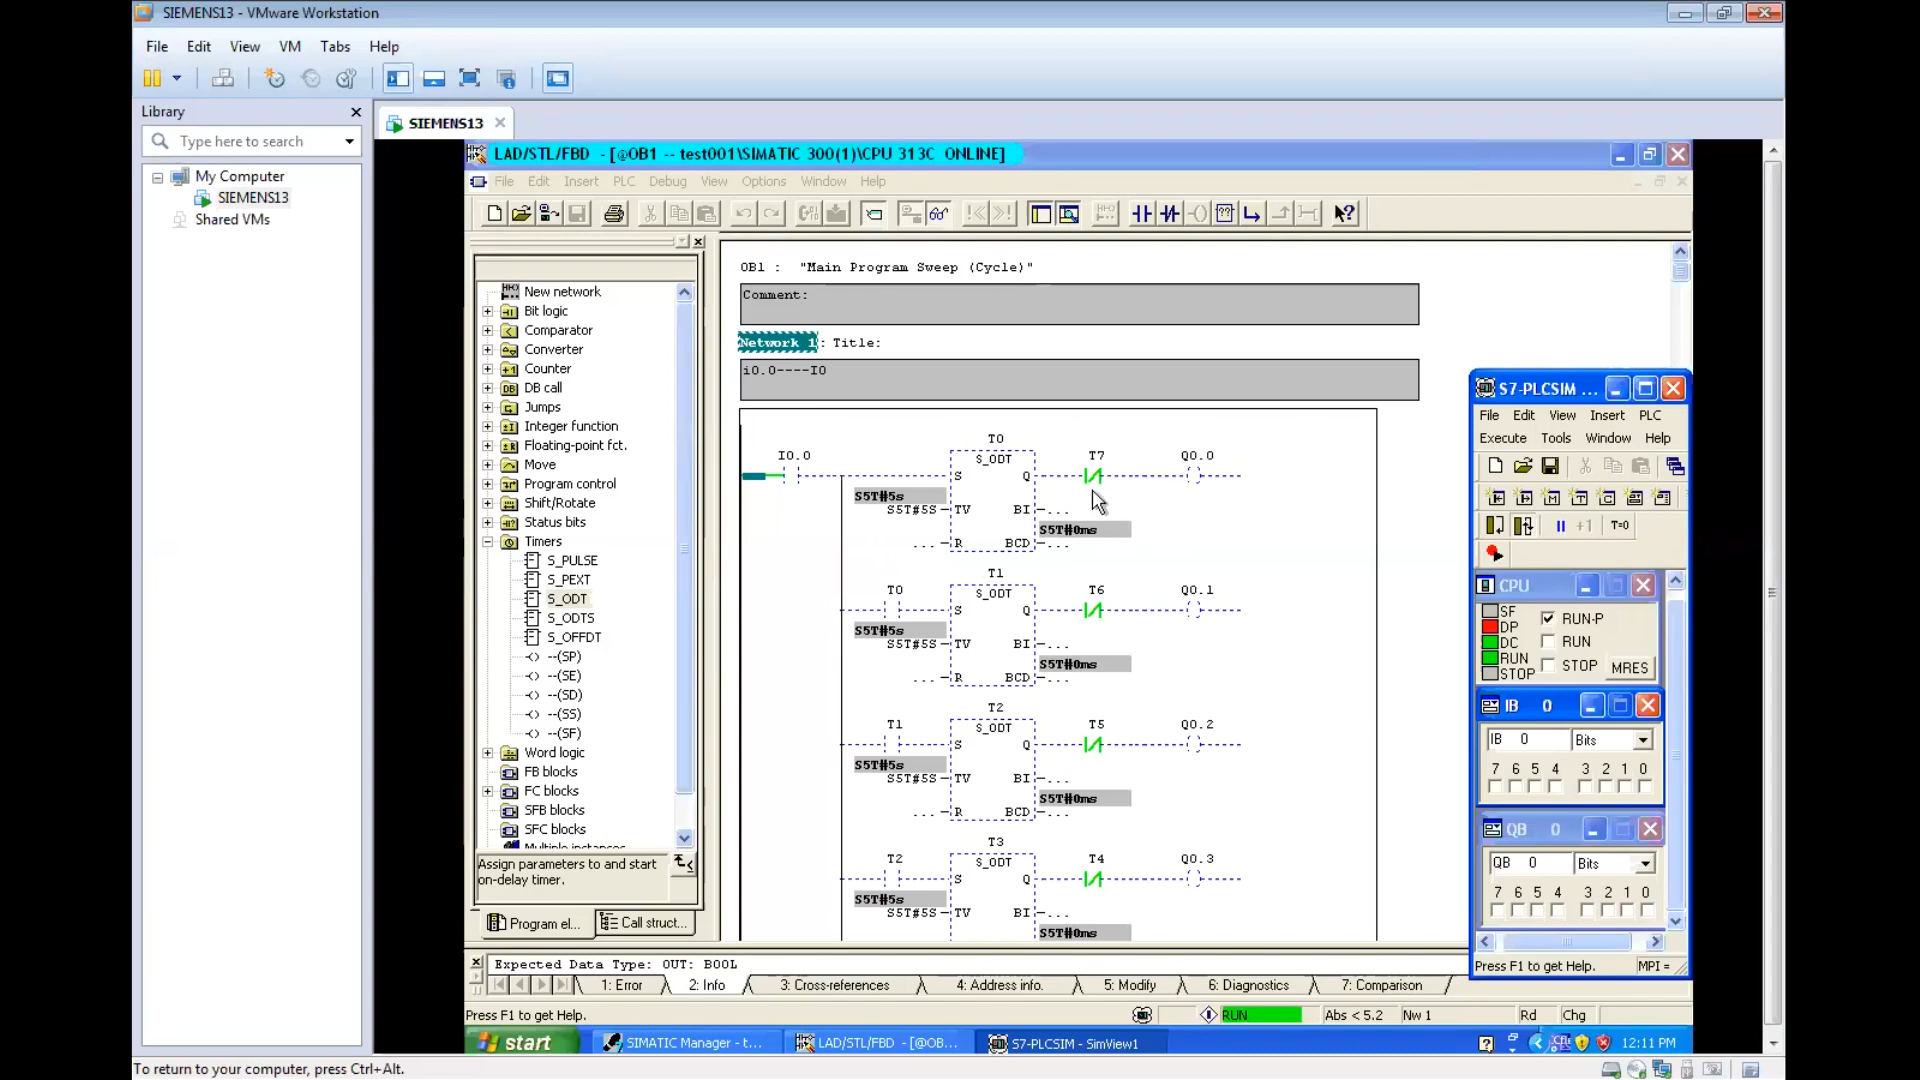 SIEMENS13 - VMware Workstation
File Edit View VM Tabs Help
Library
Type here to search
My Computer
SIEMENS13
Shared VMs
SIEMENS13
LAD/STL/FBD - [@OB1 -- test001\SIMATIC 300(1)\CPU 313C ONLINE]
File Edit Insert PLC Debug View Options Window Help
New network
Bit logic
Comparator
Converter
Counter
DB call
Jumps
Integer function
Floating-point fct.
Move
Program control
Shift/Rotate
Status bits
Timers
S_PULSE
S_PEXT
S_ODT
S_ODTS
S_OFFDT
--(SP)
--(SE)
--(SD)
--(SS)
--(SF)
Word logic
FB blocks
FC blocks
SFB blocks
SFC blocks
Multiple instances
Assign parameters to and start
on-delay timer.
Program el...
Call struct...
OB1 : "Main Program Sweep (Cycle)"
Comment:
Network 1: Title:
i0.0----I0
T0
I0.0 S_ODT T7 Q0.0
S Q
S5T#5s
S5T#5S TV BI ...
S5T#0ms
... R BCD ...
T1
T0 S_ODT T6 Q0.1
S Q
S5T#5s
S5T#5S TV BI ...
S5T#0ms
... R BCD ...
T2
T1 S_ODT T5 Q0.2
S Q
S5T#5s
S5T#5S TV BI ...
S5T#0ms
... R BCD ...
T3
T2 S_ODT T4 Q0.3
S Q
S5T#5s
S5T#5S TV BI ...
S5T#0ms
S7-PLCSIM ...
File Edit View Insert PLC
Execute Tools Window Help
+1 T=0
CPU
SF
DP
DC
RUN
STOP
RUN-P
RUN
STOP
MRES
IB 0
IB 0 Bits
7 6 5 4 3 2 1 0
QB 0
QB 0 Bits
7 6 5 4 3 2 1 0
Press F1 to get Help. MPI =
Expected Data Type: OUT: BOOL
1: Error 2: Info 3: Cross-references 4: Address info. 5: Modify 6: Diagnostics 7: Comparison
Press F1 to get Help. RUN Abs < 5.2 Nw 1 Rd Chg
start SIMATIC Manager - t... LAD/STL/FBD - [@OB... S7-PLCSIM - SimView1 12:11 PM
To return to your computer, press Ctrl+Alt.